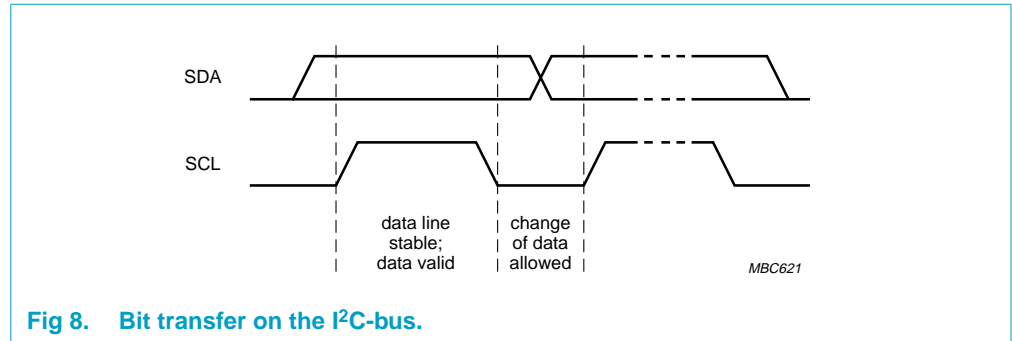 SDA
SCL
data line
stable;
data valid
change
of data
allowed
MBC621
Fig 8. Bit transfer on the I²C-bus.